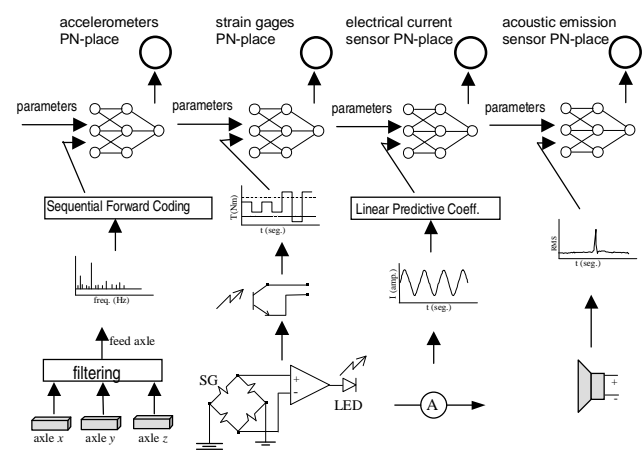 accelerometers
PN-place
strain gages
PN-place
electrical current
sensor PN-place
acoustic emission
sensor PN-place
parameters
parameters
parameters
parameters
Sequential Forward Coding
T(Nm)
t (seg.)
Linear Predictive Coeff.
RMS
t (seg.)
freq. (Hz)
I (amp.)
t (seg.)
feed axle
filtering
SG
+
-
LED
A
+
-
axle x
axle y
axle z